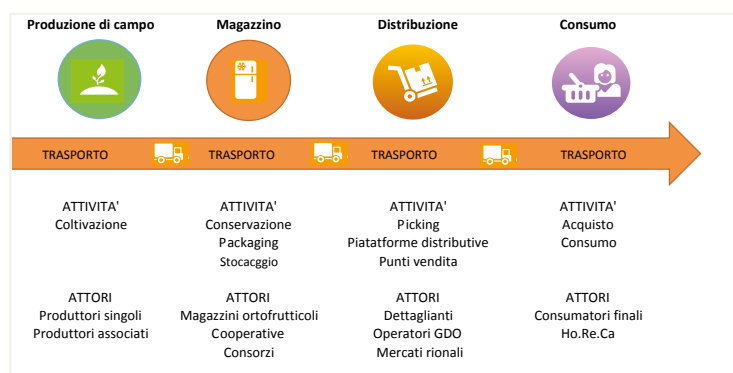 Produzione di campo
Magazzino
Distribuzione
Consumo
TRASPORTO
TRASPORTO
TRASPORTO
TRASPORTO
ATTIVITA'
Coltivazione
ATTIVITA'
Conservazione
Packaging
Stocacggio
ATTIVITA'
Picking
Piatatforme distributive
Punti vendita
ATTIVITA'
Acquisto
Consumo
ATTORI
Produttori singoli
Produttori associati
ATTORI
Magazzini ortofrutticoli
Cooperative
Consorzi
ATTORI
Dettaglianti
Operatori GDO
Mercati rionali
ATTORI
Consumatori finali
Ho.Re.Ca